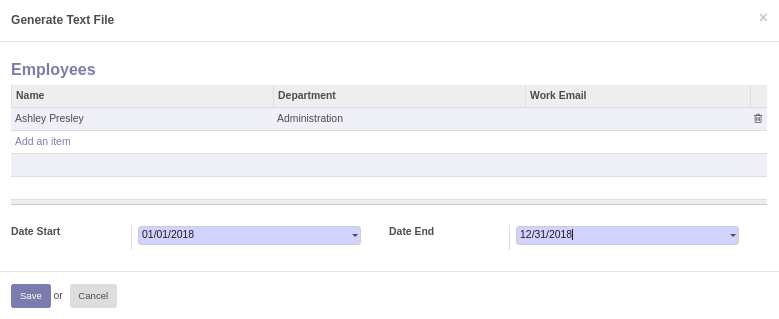 Generate Text File ×
Employees
Name Department Work Email
Ashley Presley Administration
Add an item
Date Start 01/01/2018 Date End 12/31/2018
Save or Cancel